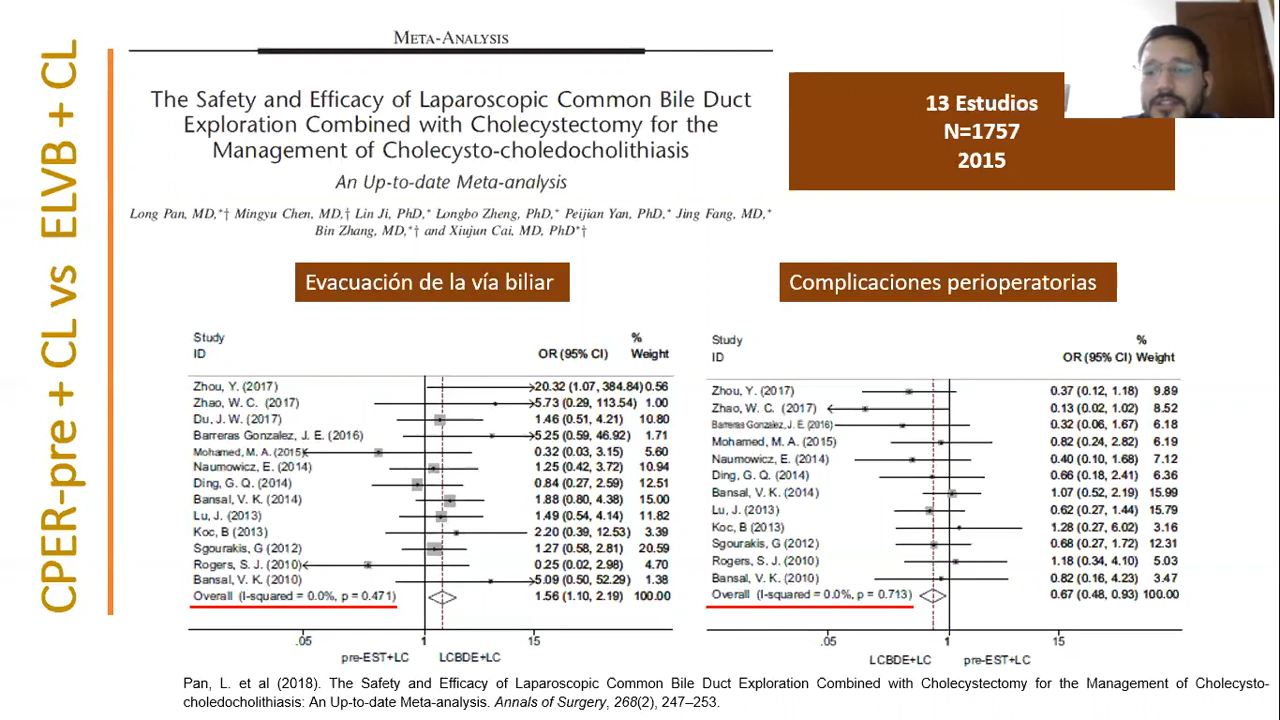 CPER-pre + CL vs ELVB + CL
META-ANALYSIS
The Safety and Efficacy of Laparoscopic Common Bile Duct
Exploration Combined with Cholecystectomy for the
Management of Cholecysto-choledocholithiasis
An Up-to-date Meta-analysis
Long Pan, MD,*† Mingyu Chen, MD,† Lin Ji, PhD,* Longbo Zheng, PhD,* Peijian Yan, PhD,* Jing Fang, MD,*
Bin Zhang, MD,*† and Xiujun Cai, MD, PhD*†
13 Estudios
N=1757
2015
Evacuación de la vía biliar
Study %
ID OR (95% CI) Weight
Zhou, Y. (2017) 20.32 (1.07, 384.84) 0.56
Zhao, W. C. (2017) 5.73 (0.29, 113.54) 1.00
Du, J. W. (2017) 1.46 (0.51, 4.21) 10.80
Barreras Gonzalez, J. E. (2016) 5.25 (0.59, 46.92) 1.71
Mohamed, M. A. (2015) 0.32 (0.03, 3.15) 5.60
Naumowicz, E. (2014) 1.25 (0.42, 3.72) 10.94
Ding, G. Q. (2014) 0.84 (0.27, 2.59) 12.51
Bansal, V. K. (2014) 1.88 (0.80, 4.38) 15.00
Lu, J. (2013) 1.49 (0.54, 4.14) 11.82
Koc, B (2013) 2.20 (0.39, 12.53) 3.39
Sgourakis, G (2012) 1.27 (0.58, 2.81) 20.59
Rogers, S. J. (2010) 0.25 (0.02, 2.98) 4.70
Bansal, V. K. (2010) 5.09 (0.50, 52.29) 1.38
Overall (I-squared = 0.0%, p = 0.471) 1.56 (1.10, 2.19) 100.00
.05 1 15
pre-EST+LC LCBDE+LC
Complicaciones perioperatorias
Study %
ID OR (95% CI) Weight
Zhou, Y. (2017) 0.37 (0.12, 1.18) 9.89
Zhao, W. C. (2017) 0.13 (0.02, 1.02) 8.52
Barreras Gonzalez, J. E. (2016) 0.32 (0.06, 1.67) 6.18
Mohamed, M. A. (2015) 0.82 (0.24, 2.82) 6.19
Naumowicz, E. (2014) 0.40 (0.10, 1.68) 7.12
Ding, G. Q. (2014) 0.66 (0.18, 2.41) 6.36
Bansal, V. K. (2014) 1.07 (0.52, 2.19) 15.99
Lu, J. (2013) 0.62 (0.27, 1.44) 15.79
Koc, B (2013) 1.28 (0.27, 6.02) 3.16
Sgourakis, G (2012) 0.68 (0.27, 1.72) 12.31
Rogers, S. J. (2010) 1.18 (0.34, 4.10) 5.03
Bansal, V. K. (2010) 0.82 (0.16, 4.23) 3.47
Overall (I-squared = 0.0%, p = 0.713) 0.67 (0.48, 0.93) 100.00
.05 1 15
LCBDE+LC pre-EST+LC
Pan, L. et al (2018). The Safety and Efficacy of Laparoscopic Common Bile Duct Exploration Combined with Cholecystectomy for the Management of Cholecysto-
choledocholithiasis: An Up-to-date Meta-analysis. Annals of Surgery, 268(2), 247–253.